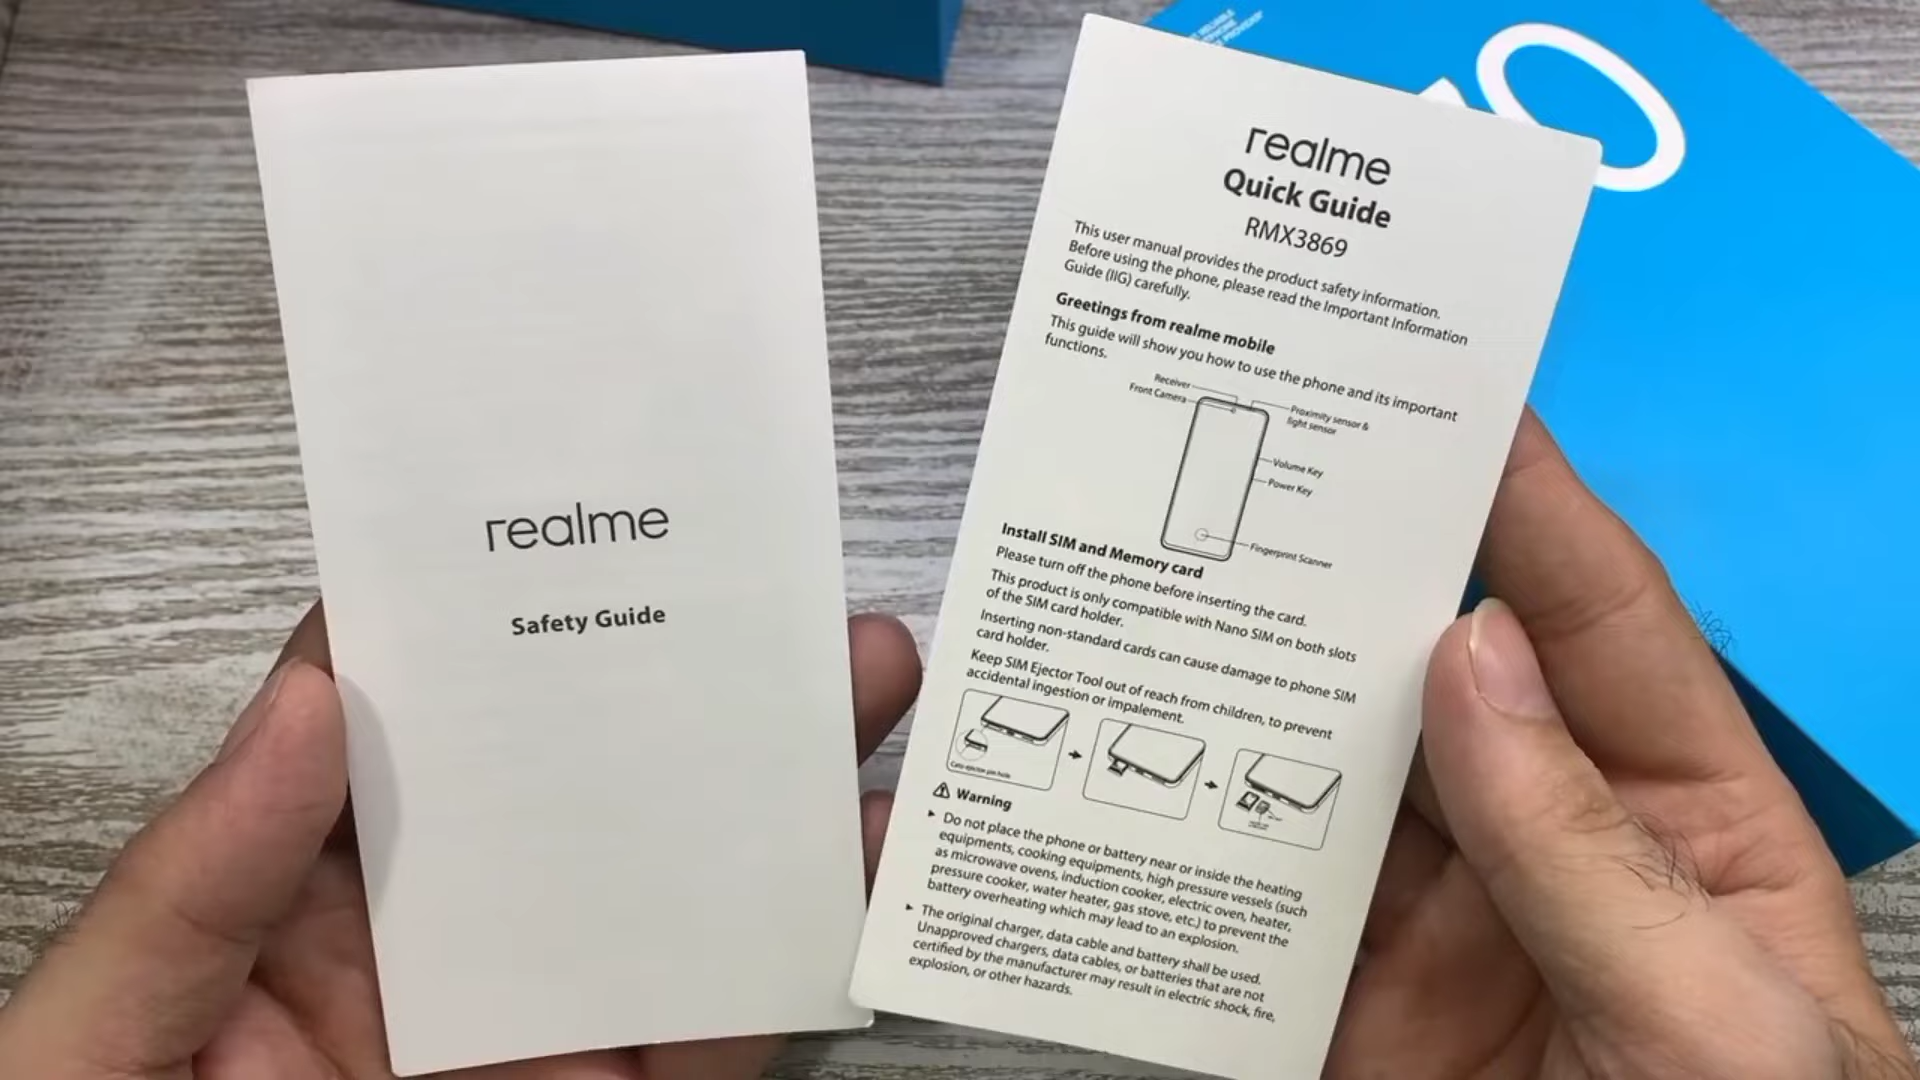 realme
Safety Guide
realme
Quick Guide
RMX3869
This user manual provides the product safety information.
Before using the phone, please read the Important Information
Guide (IIG) carefully.
Greetings from realme mobile
This guide will show you how to use the phone and its important
functions.
Receiver
Front Camera
Proximity sensor &
light sensor
Volume Key
Power Key
Fingerprint Scanner
Install SIM and Memory card
Please turn off the phone before inserting the card.
This product is only compatible with Nano SIM on both slots
of the SIM card holder.
Inserting non-standard cards can cause damage to phone SIM
card holder.
Keep SIM Ejector Tool out of reach from children, to prevent
accidental ingestion or impalement.
Warning
Do not place the phone or battery near or inside the heating
equipments, cooking equipments, high pressure vessels (such
as microwave ovens, induction cooker, electric oven, heater,
pressure cooker, water heater, gas stove, etc.) to prevent the
battery overheating which may lead to an explosion.
The original charger, data cable and battery shall be used.
Unapproved chargers, data cables, or batteries that are not
certified by the manufacturer may result in electric shock, fire,
explosion, or other hazards.